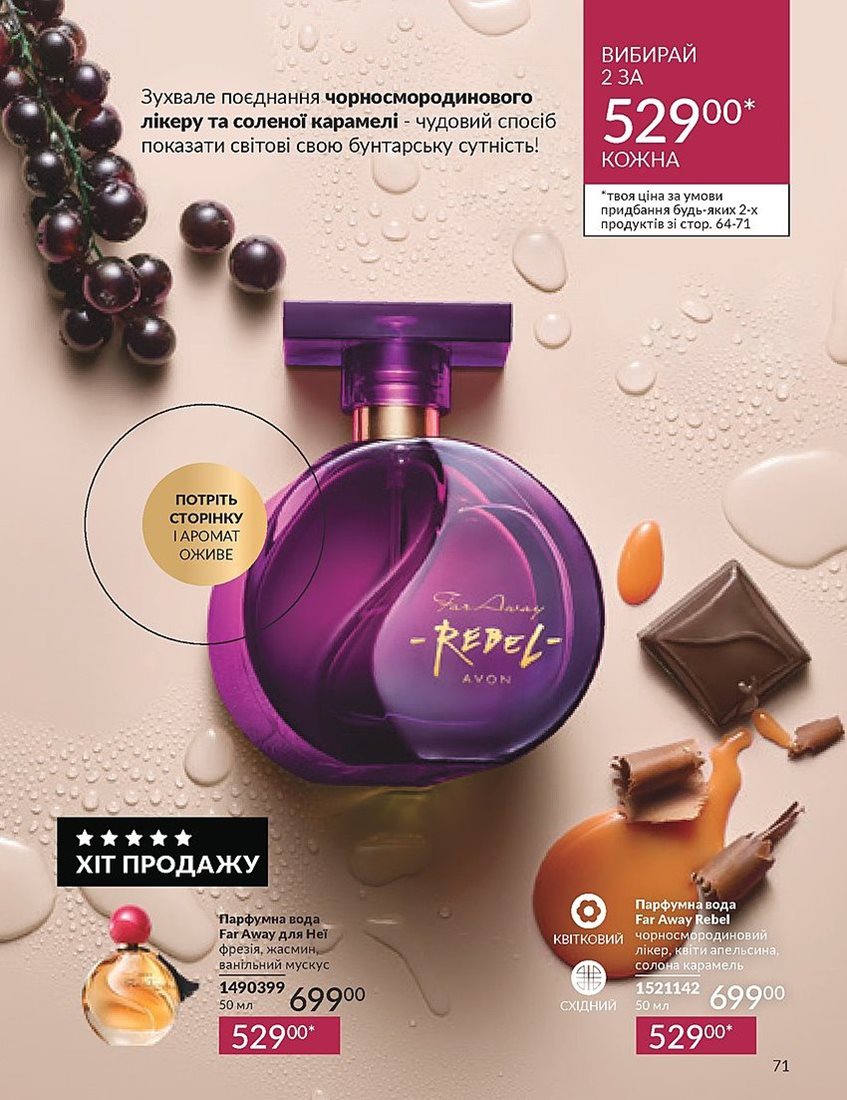 Зухвале поєднання чорносмородинового
лікеру та соленої карамелі - чудовий спосіб
показати світові свою бунтарську сутність!
ВИБИРАЙ
2 ЗА
529⁰⁰*
КОЖНА
*твоя ціна за умови
придбання будь-яких 2-х
продуктів зі стор. 64-71
ПОТРІТЬ
СТОРІНКУ
І АРОМАТ
ОЖИВЕ
Far Away
-REBEL-
AVON
ХІТ ПРОДАЖУ
Парфумна вода
Far Away для Неї
фрезія, жасмин,
ванільний мускус
1490399
50 мл 699⁰⁰
529⁰⁰*
КВІТКОВИЙ
СХІДНИЙ
Парфумна вода
Far Away Rebel
чорносмородиновий
лікер, квіти апельсина,
солона карамель
1521142
50 мл 699⁰⁰
529⁰⁰*
71